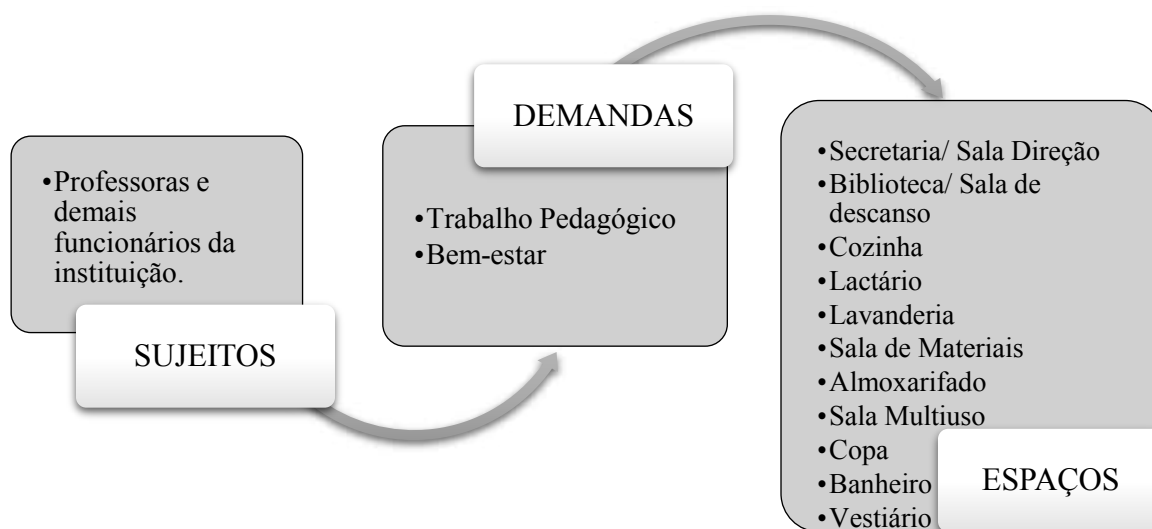 •Professoras e
demais
funcionários da
instituição.
SUJEITOS
DEMANDAS
•Trabalho Pedagógico
•Bem-estar
•Secretaria/ Sala Direção
•Biblioteca/ Sala de
descanso
•Cozinha
•Lactário
•Lavanderia
•Sala de Materiais
•Almoxarifado
•Sala Multiuso
•Copa
•Banheiro
•Vestiário
ESPAÇOS